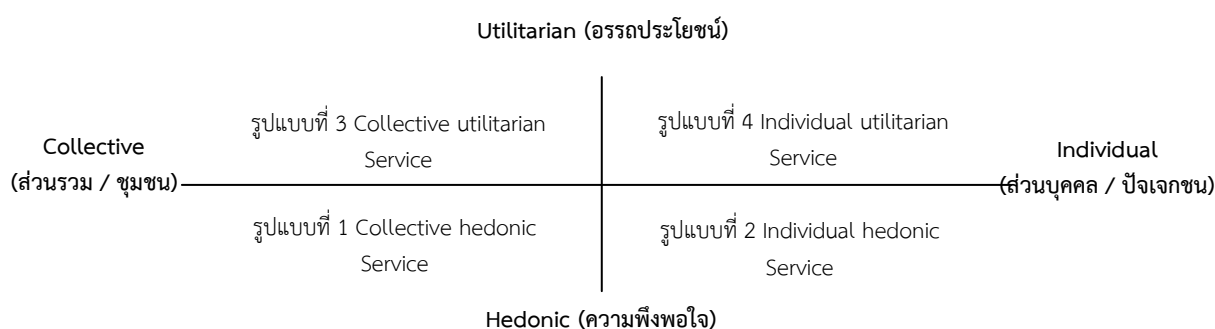 Utilitarian (อรรถประโยชน์)
รูปแบบที่ 3 Collective utilitarian
Service
รูปแบบที่ 4 Individual utilitarian
Service
Collective
(ส่วนรวม / ชุมชน)
Individual
(ส่วนบุคคล / ปัจเจกชน)
รูปแบบที่ 1 Collective hedonic
Service
รูปแบบที่ 2 Individual hedonic
Service
Hedonic (ความพึงพอใจ)